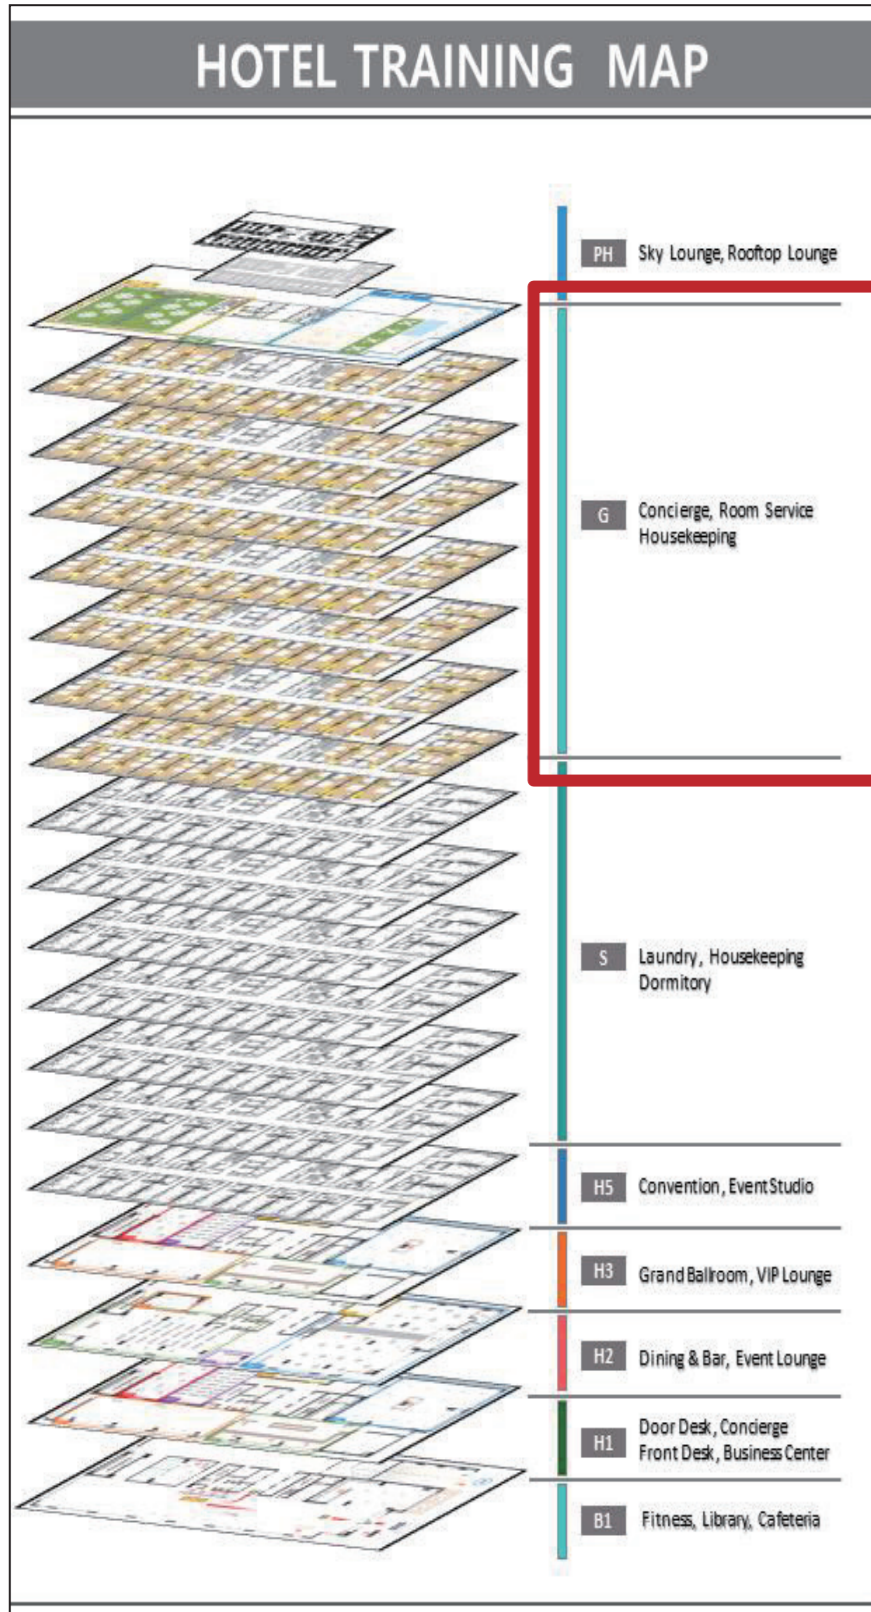 HOTEL TRAINING MAP
PH Sky Lounge, Rooftop Lounge
G Concierge, Room Service
Housekeeping
S Laundry, Housekeeping
Dormitory
H5 Convention, Event Studio
H3 Grand Ballroom, VIP Lounge
H2 Dining & Bar, Event Lounge
H1 Door Desk, Concierge
Front Desk, Business Center
B1 Fitness, Library, Cafeteria